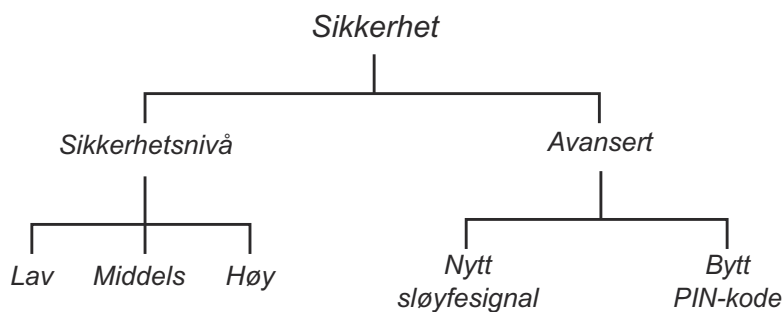 Sikkerhet
Sikkerhetsnivå
Avansert
Lav
Middels
Høy
Nytt
sløyfesignal
Bytt
PIN-kode